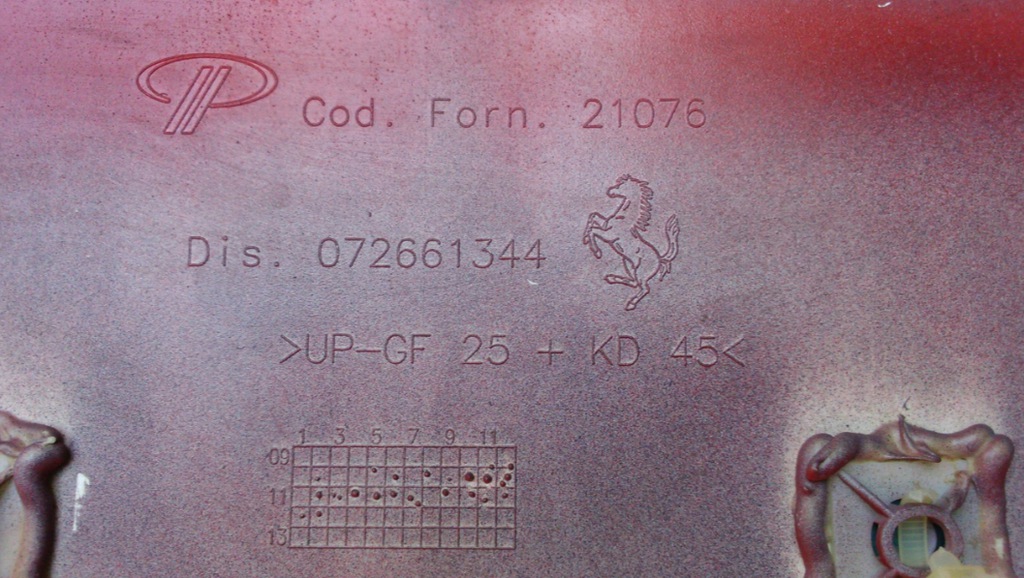 Cod. Forn. 21076
Dis. 072661344
>UP-GF 25 + KD 45<
1 3 5 7 9 11
09
11
13